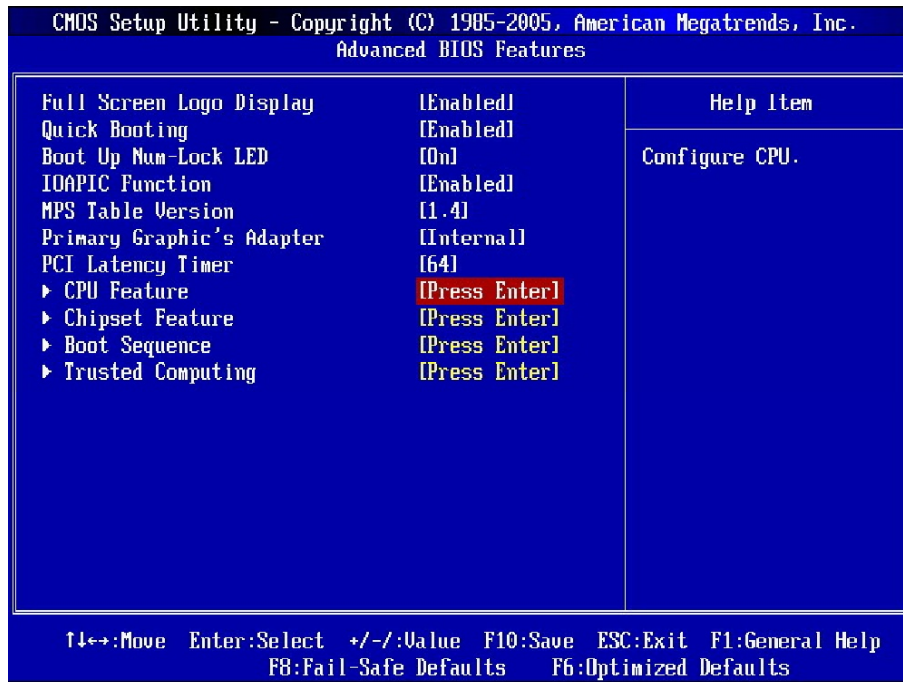 CMOS Setup Utility - Copyright (C) 1985-2005, American Megatrends, Inc.
Advanced BIOS Features
Full Screen Logo Display [Enabled]
Quick Booting [Enabled]
Boot Up Num-Lock LED [On]
IOAPIC Function [Enabled]
MPS Table Version [1.4]
Primary Graphic's Adapter [Internal]
PCI Latency Timer [64]
▶ CPU Feature [Press Enter]
▶ Chipset Feature [Press Enter]
▶ Boot Sequence [Press Enter]
▶ Trusted Computing [Press Enter]
Help Item
Configure CPU.
↑↓←→:Move Enter:Select +/-/:Value F10:Save ESC:Exit F1:General Help
F8:Fail-Safe Defaults F6:Optimized Defaults